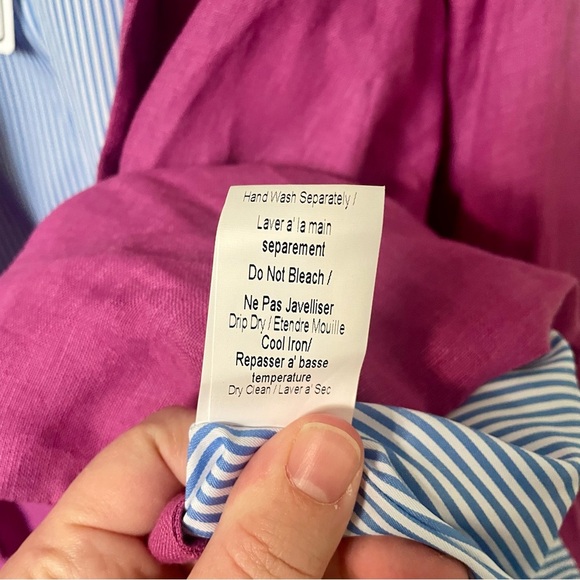 Hand Wash Separately /
Laver a' la main
separement
Do Not Bleach /
Ne Pas Javelliser
Drip Dry / Etendre Mouille
Cool Iron/
Repasser a' basse
temperature
Dry Clean / Laver a' Sec